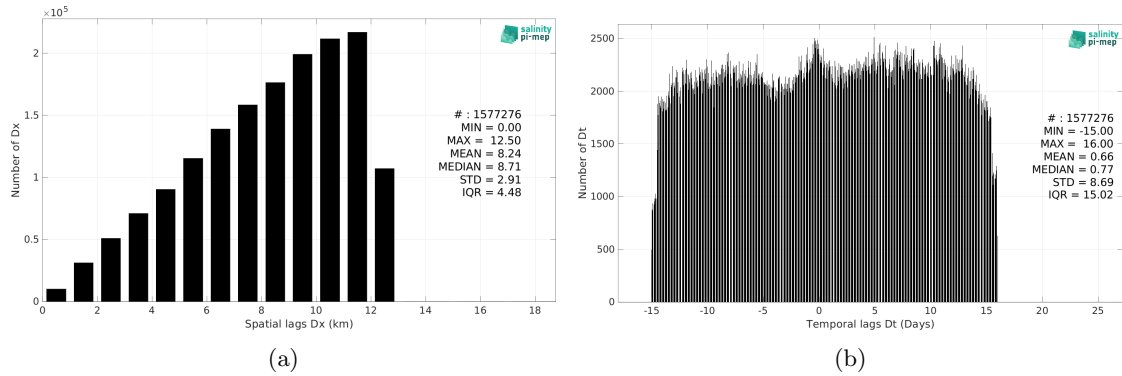 2
1.5
1
0.5
0
×10⁵
Number of Dx
salinity
pi-mep
# : 1577276
MIN = 0.00
MAX = 12.50
MEAN = 8.24
MEDIAN = 8.71
STD = 2.91
IQR = 4.48
0 2 4 6 8 10 12 14 16 18
Spatial lags Dx (km)
(a)
2500
2000
1500
1000
500
0
Number of Dt
salinity
pi-mep
# : 1577276
MIN = -15.00
MAX = 16.00
MEAN = 0.66
MEDIAN = 0.77
STD = 8.69
IQR = 15.02
-15 -10 -5 0 5 10 15 20 25
Temporal lags Dt (Days)
(b)